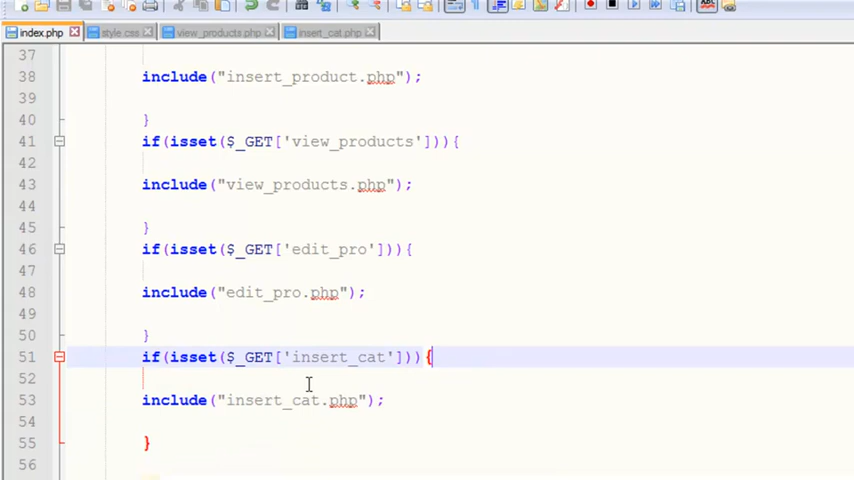 index.php style.css view_products.php insert_cat.php
37
38 include("insert_product.php");
39
40 }
41 if(isset($_GET['view_products'])){
42
43 include("view_products.php");
44
45 }
46 if(isset($_GET['edit_pro'])){
47
48 include("edit_pro.php");
49
50 }
51 if(isset($_GET['insert_cat'])){
52
53 include("insert_cat.php");
54
55 }
56